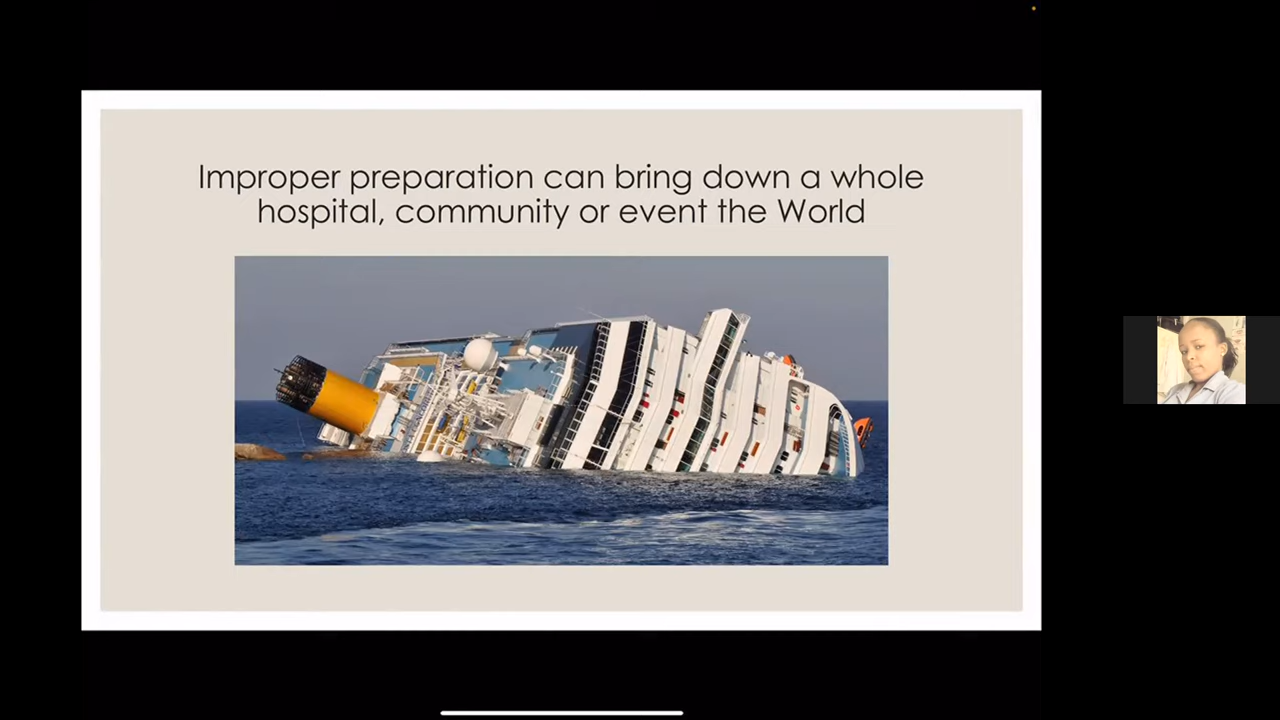 Improper preparation can bring down a whole
hospital, community or event the World